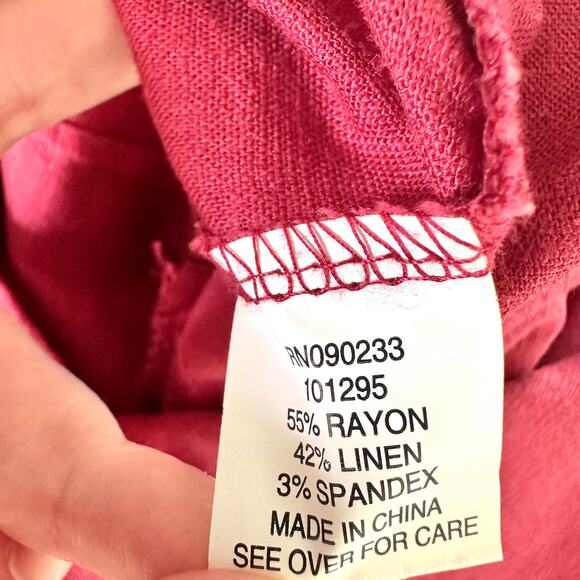 RN090233
101295
55% RAYON
42% LINEN
3% SPANDEX
MADE IN CHINA
SEE OVER FOR CARE